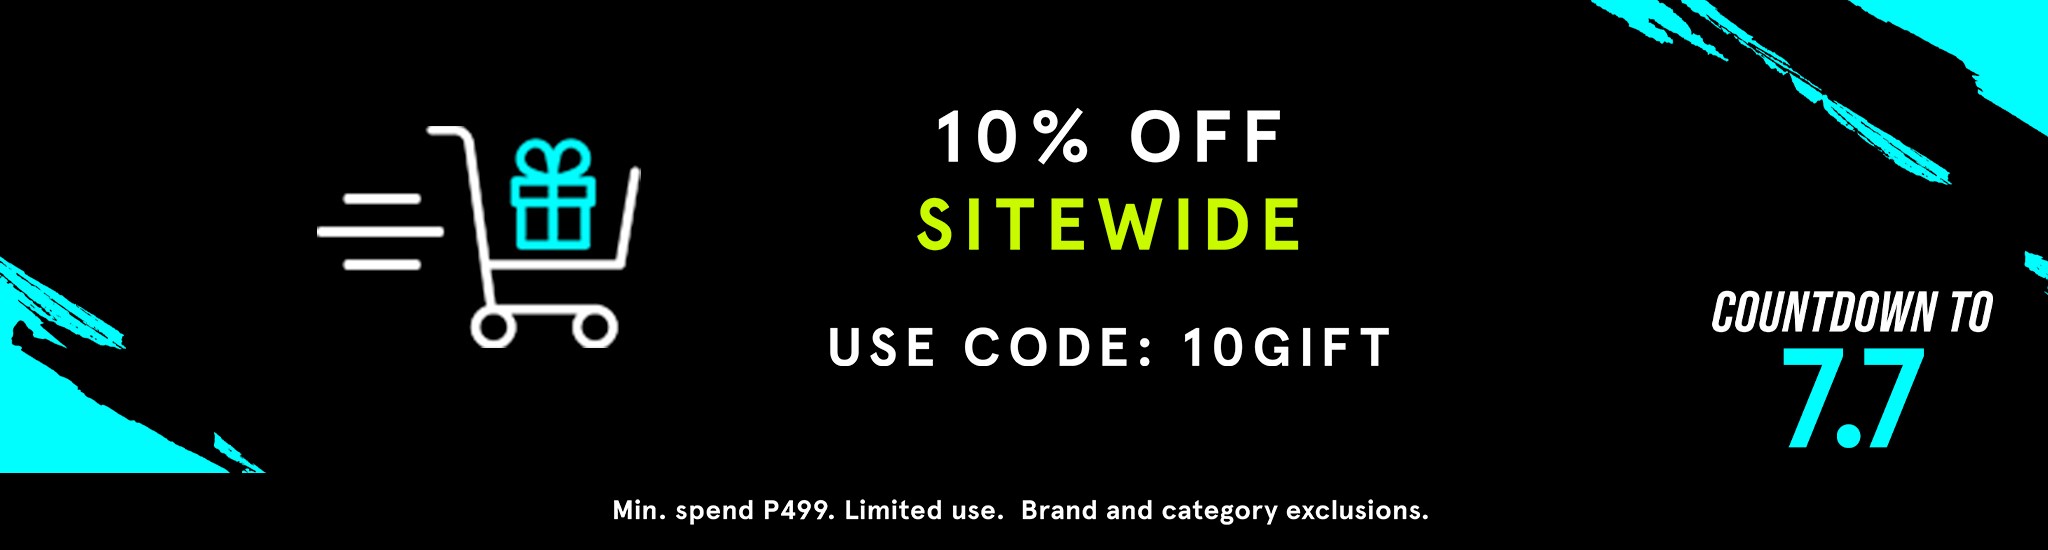 10% OFF
SITEWIDE
USE CODE: 10GIFT
COUNTDOWN TO
7.7
Min. spend P499. Limited use.  Brand and category exclusions.